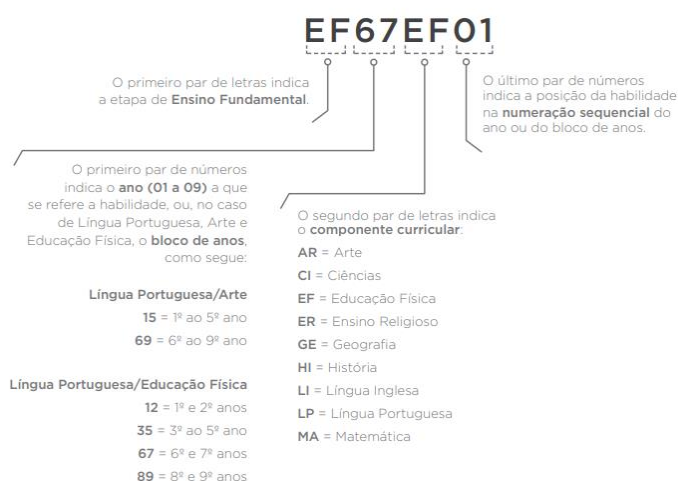 EF67EF01
O primeiro par de letras indica
a etapa de Ensino Fundamental.
O último par de números
indica a posição da habilidade
na numeração sequencial do
ano ou do bloco de anos.
O primeiro par de números
indica o ano (01 a 09) a que
se refere a habilidade, ou, no caso
de Língua Portuguesa, Arte e
Educação Física, o bloco de anos,
como segue:
Língua Portuguesa/Arte
15 = 1º ao 5º ano
69 = 6º ao 9º ano
Língua Portuguesa/Educação Física
12 = 1º e 2º anos
35 = 3º ao 5º ano
67 = 6º e 7º anos
89 = 8º e 9º anos
O segundo par de letras indica
o componente curricular:
AR = Arte
CI = Ciências
EF = Educação Física
ER = Ensino Religioso
GE = Geografia
HI = História
LI = Língua Inglesa
LP = Língua Portuguesa
MA = Matemática